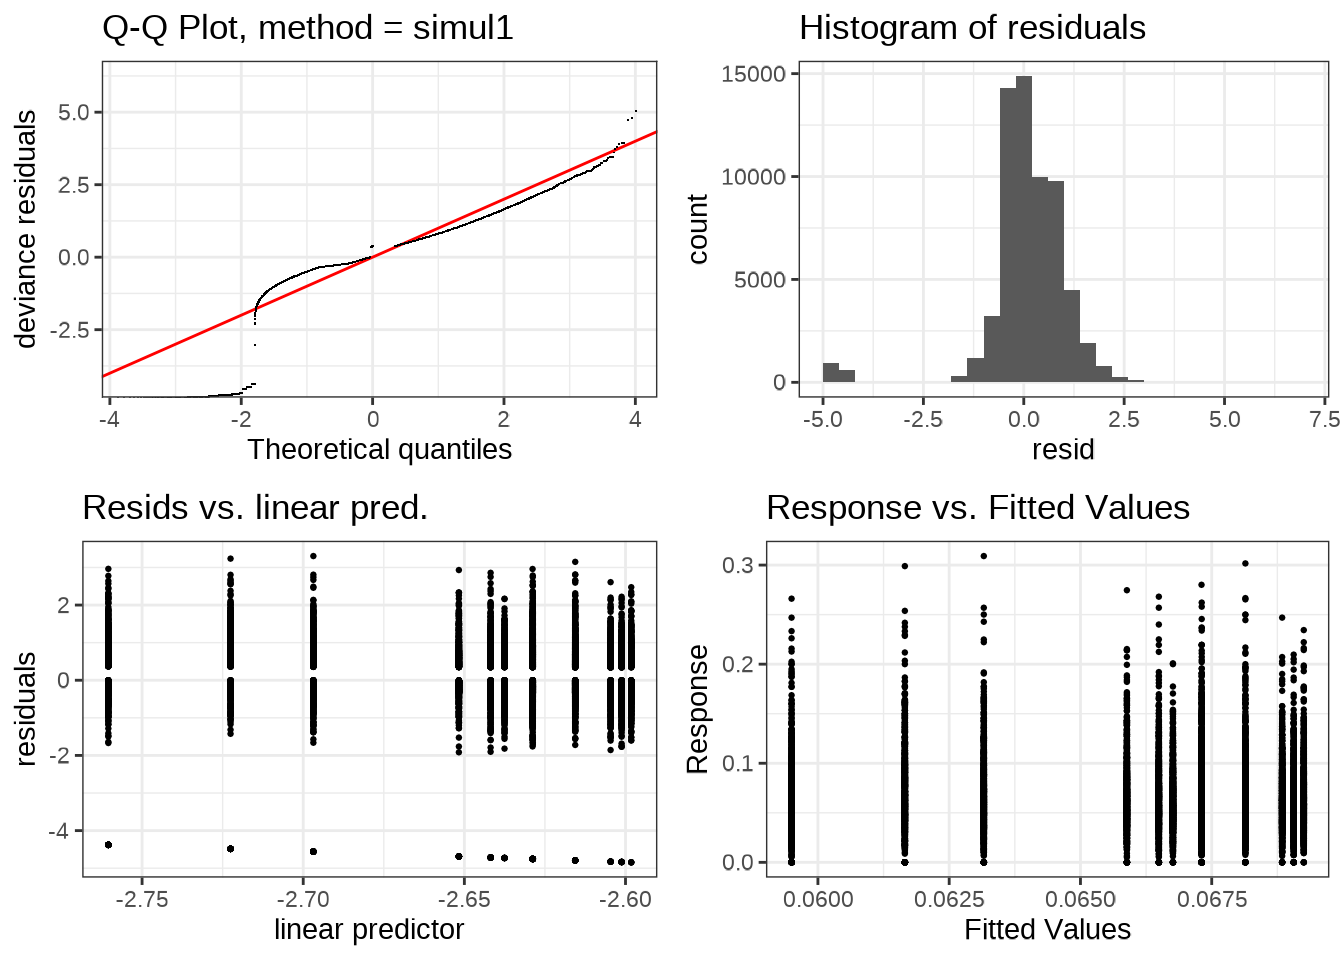 Q-Q Plot, method = simul1
deviance residuals
5.0
2.5
0.0
-2.5
-4
-2
0
2
4
Theoretical quantiles
Histogram of residuals
count
15000
10000
5000
0
-5.0
-2.5
0.0
2.5
5.0
7.5
resid
Resids vs. linear pred.
residuals
2
0
-2
-4
-2.75
-2.70
-2.65
-2.60
linear predictor
Response vs. Fitted Values
Response
0.3
0.2
0.1
0.0
0.0600
0.0625
0.0650
0.0675
Fitted Values